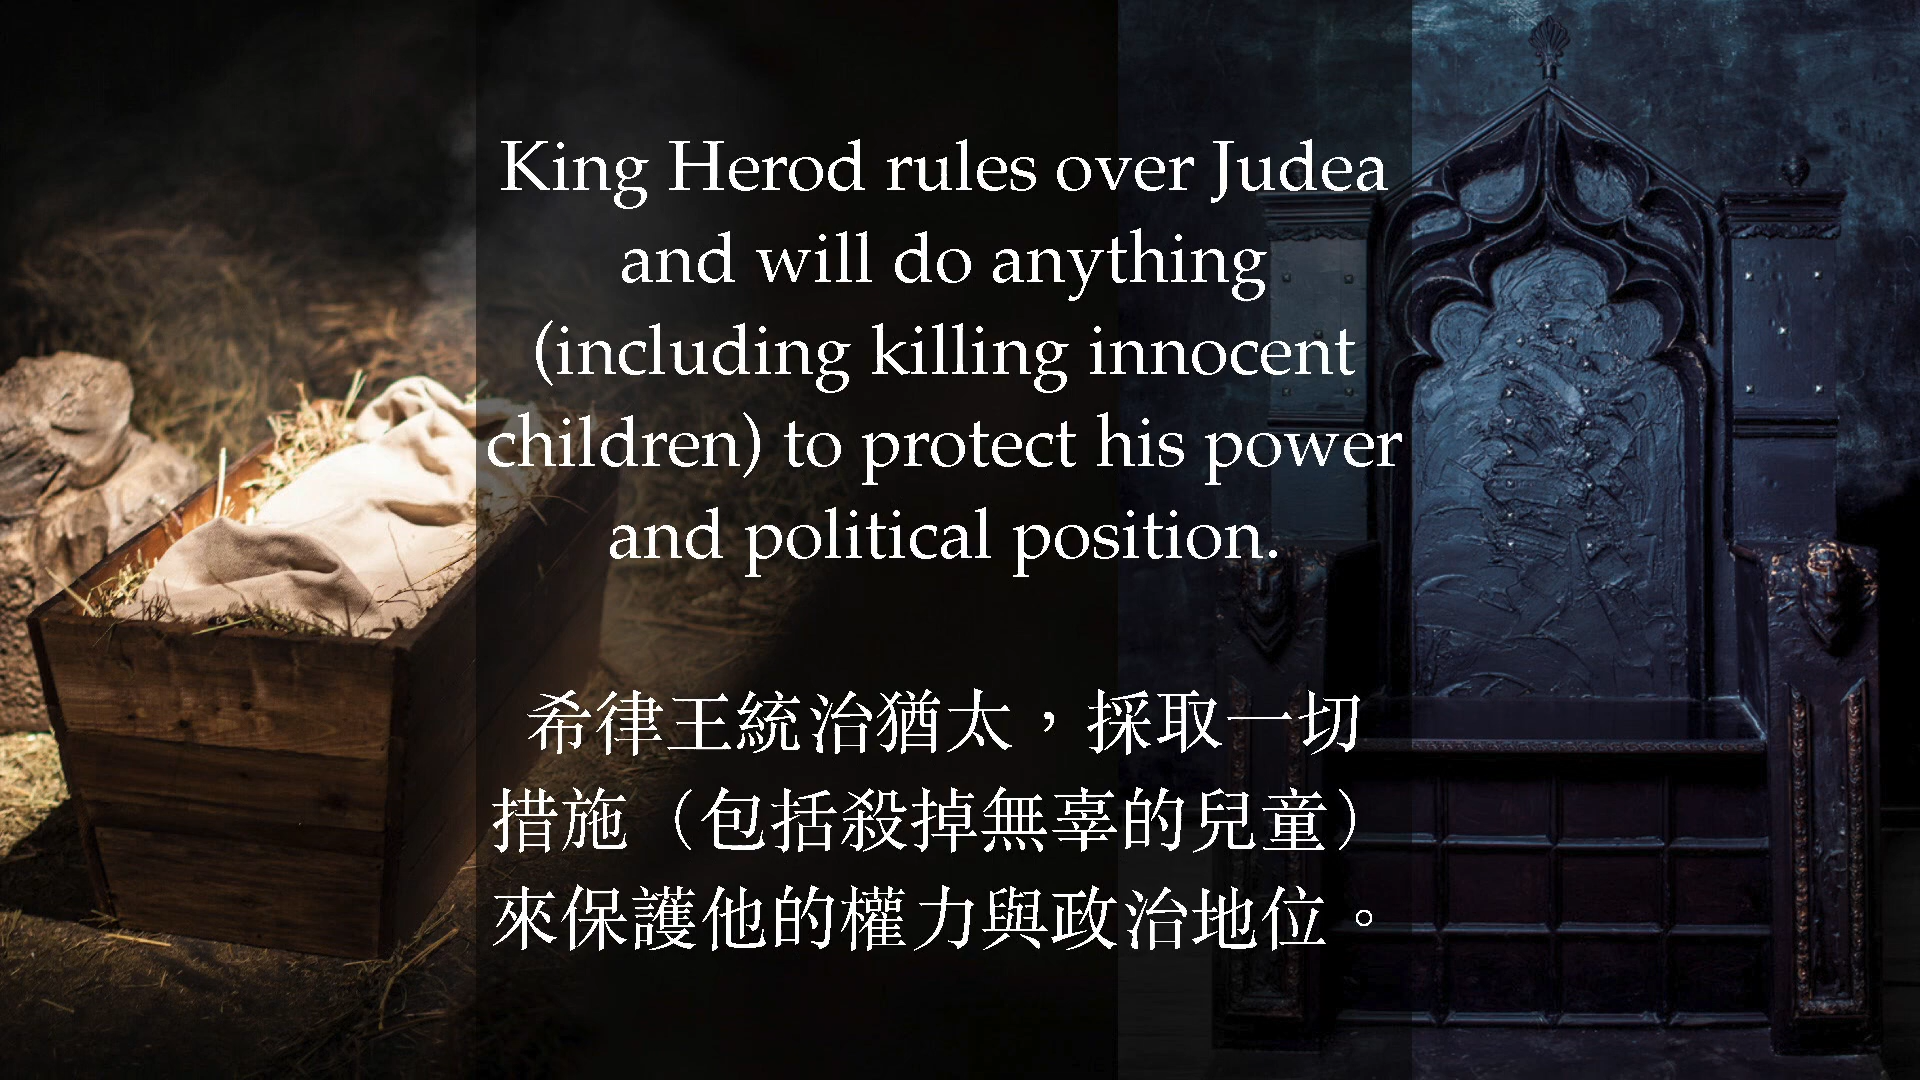 King Herod rules over Judea
and will do anything
(including killing innocent
children) to protect his power
and political position.
希律王統治猶太，採取一切
措施（包括殺掉無辜的兒童）
來保護他的權力與政治地位。